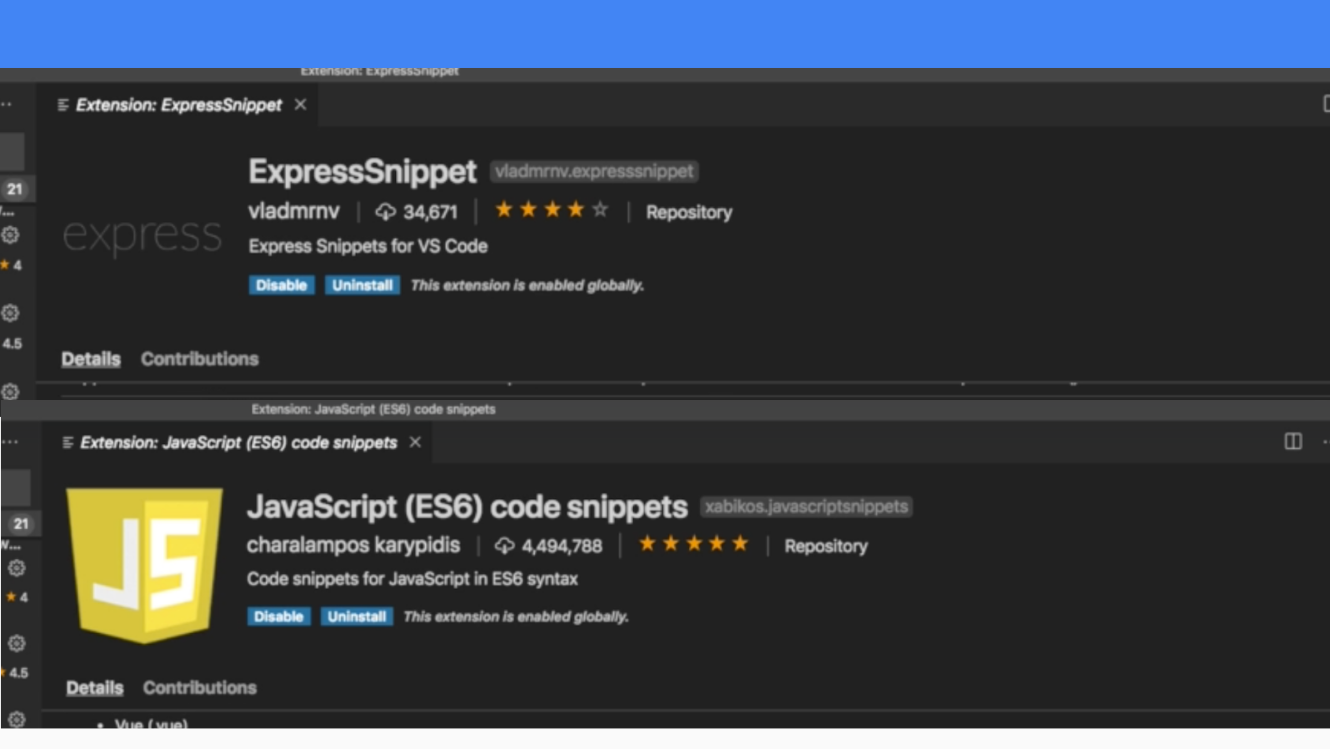 Extension: ExpressSnippet
Extension: ExpressSnippet
ExpressSnippet vladmrnv.expresssnippet
21
vladmrnv | 34,671 | Repository
express
Express Snippets for VS Code
4
Disable Uninstall This extension is enabled globally.
4.5
Details Contributions
Extension: JavaScript (ES6) code snippets
Extension: JavaScript (ES6) code snippets
JS
JavaScript (ES6) code snippets xabikos.javascriptsnippets
21
charalampos karypidis | 4,494,788 | Repository
Code snippets for JavaScript in ES6 syntax
4
Disable Uninstall This extension is enabled globally.
4.5
Details Contributions
• Vue (.vue)